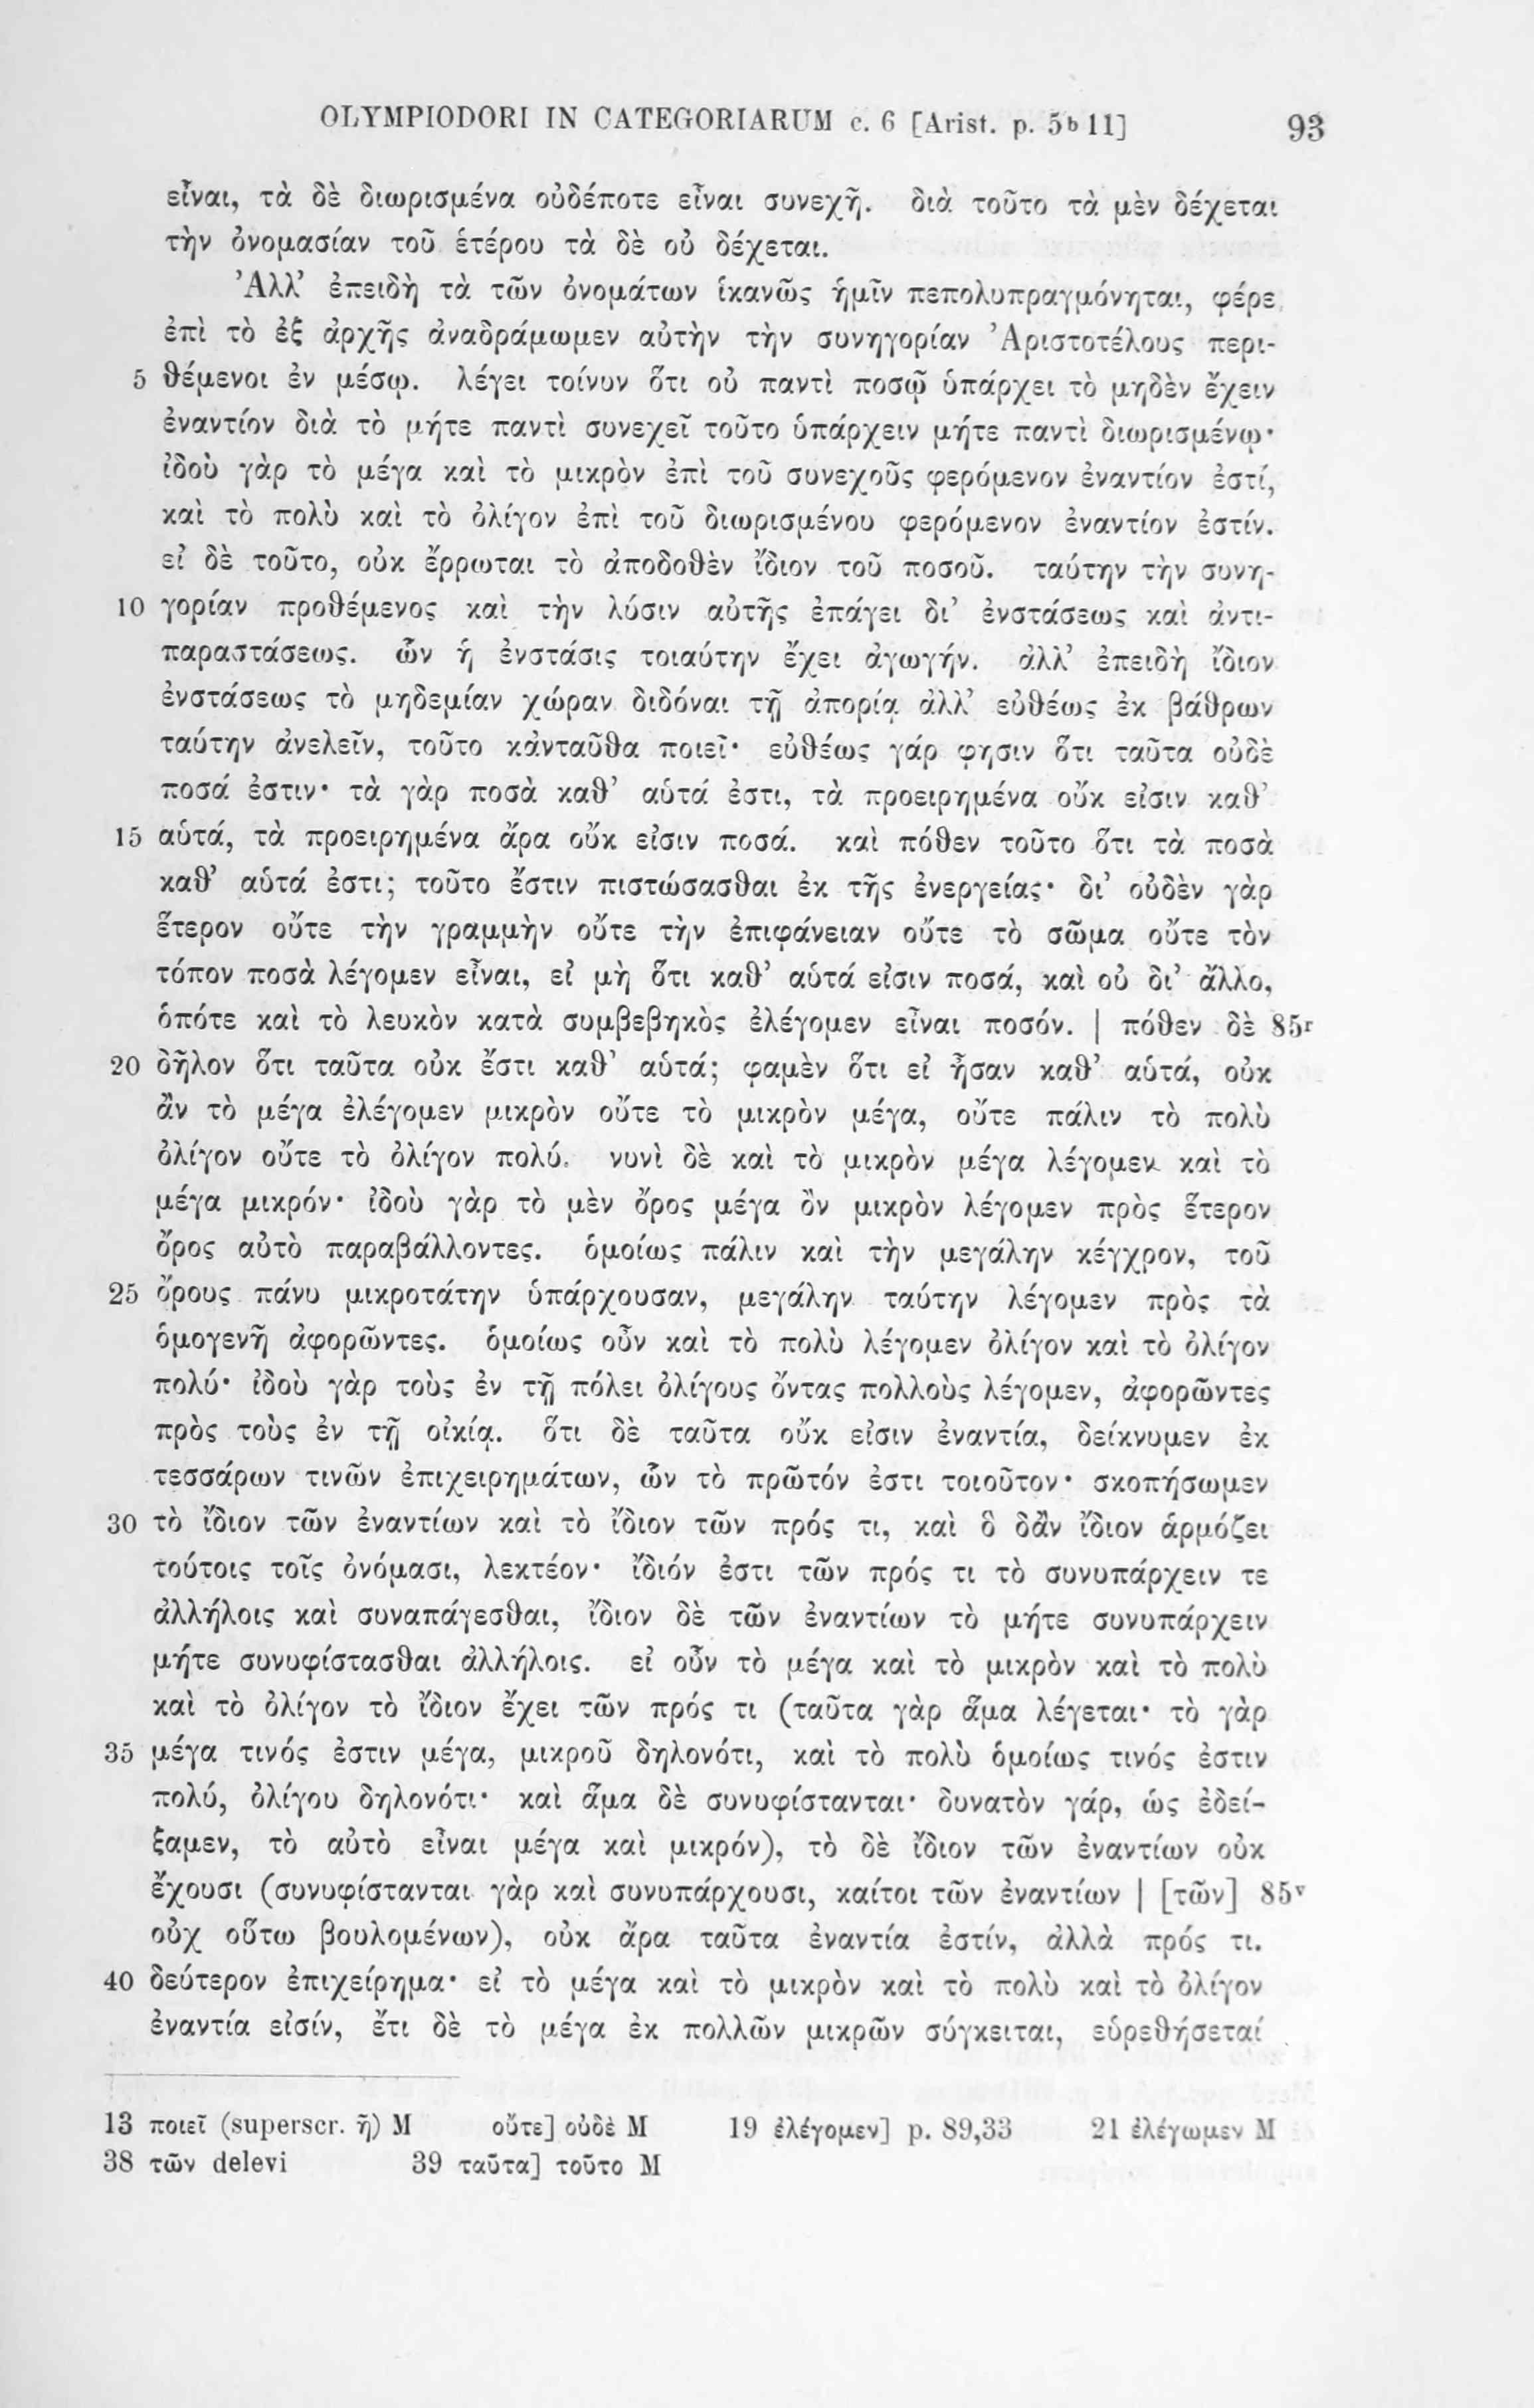 OLYMPIODORI IN CATEGORIARUM c. 6 [Arist. p. 5b 11] 93
εἶναι, τὰ δὲ διωρισμένα οὐδέποτε εἶναι συνεχῆ. διὰ τοῦτο τὰ μὲν δέχεται
τὴν ὀνομασίαν τοῦ ἑτέρου τὰ δὲ οὐ δέχεται.
Ἀλλ’ ἐπειδὴ τὰ τῶν ὀνομάτων ἱκανῶς ἡμῖν πεπολυπραγμόνηται, φέρε
ἐπὶ τὸ ἐξ ἀρχῆς ἀναδράμωμεν αὐτὴν τὴν συνηγορίαν Ἀριστοτέλους περι-
5 θέμενοι ἐν μέσῳ. λέγει τοίνυν ὅτι οὐ παντὶ ποσῷ ὑπάρχει τὸ μηδὲν ἔχειν
ἐναντίον διὰ τὸ μήτε παντὶ συνεχεῖ τοῦτο ὑπάρχειν μήτε παντὶ διωρισμένῳ·
ἰδοὺ γὰρ τὸ μέγα καὶ τὸ μικρὸν ἐπὶ τοῦ συνεχοῦς φερόμενον ἐναντίον ἐστί,
καὶ τὸ πολὺ καὶ τὸ ὀλίγον ἐπὶ τοῦ διωρισμένου φερόμενον ἐναντίον ἐστίν.
εἰ δὲ τοῦτο, οὐκ ἔρρωται τὸ ἀποδοθὲν ἴδιον τοῦ ποσοῦ. ταύτην τὴν συνη-
10 γορίαν προθέμενος καὶ τὴν λύσιν αὐτῆς ἐπάγει δι’ ἐνστάσεως καὶ ἀντι-
παραστάσεως. ὧν ἡ ἐνστάσις τοιαύτην ἔχει ἀγωγήν. ἀλλ’ ἐπειδὴ ἴδιον
ἐνστάσεως τὸ μηδεμίαν χώραν διδόναι τῇ ἀπορίᾳ ἀλλ’ εὐθέως ἐκ βάθρων
ταύτην ἀνελεῖν, τοῦτο κἀνταῦθα ποιεῖ· εὐθέως γάρ φησιν ὅτι ταῦτα οὐδὲ
ποσά ἐστιν· τὰ γὰρ ποσὰ καθ’ αὑτά ἐστι, τὰ προειρημένα οὔκ εἰσιν καθ’
15 αὑτά, τὰ προειρημένα ἄρα οὔκ εἰσιν ποσά. καὶ πόθεν τοῦτο ὅτι τὰ ποσὰ
καθ’ αὑτά ἐστι; τοῦτο ἔστιν πιστώσασθαι ἐκ τῆς ἐνεργείας· δι’ οὐδὲν γὰρ
ἕτερον οὔτε τὴν γραμμὴν οὔτε τὴν ἐπιφάνειαν οὔτε τὸ σῶμα οὔτε τὸν
τόπον ποσὰ λέγομεν εἶναι, εἰ μὴ ὅτι καθ’ αὑτά εἰσιν ποσά, καὶ οὐ δι’ ἄλλο,
ὁπότε καὶ τὸ λευκὸν κατὰ συμβεβηκὸς ἐλέγομεν εἶναι ποσόν. | πόθεν δὲ 85r
20 δῆλον ὅτι ταῦτα οὐκ ἔστι καθ’ αὑτά; φαμὲν ὅτι εἰ ἦσαν καθ’ αὑτά, οὐκ
ἂν τὸ μέγα ἐλέγομεν μικρὸν οὔτε τὸ μικρὸν μέγα, οὔτε πάλιν τὸ πολὺ
ὀλίγον οὔτε τὸ ὀλίγον πολύ. νυνὶ δὲ καὶ τὸ μικρὸν μέγα λέγομεν καὶ τὸ
μέγα μικρόν· ἰδοὺ γὰρ τὸ μὲν ὄρος μέγα ὂν μικρὸν λέγομεν πρὸς ἕτερον
ὄρος αὐτὸ παραβάλλοντες. ὁμοίως πάλιν καὶ τὴν μεγάλην κέγχρον, τοῦ
25 ὄρους πάνυ μικροτάτην ὑπάρχουσαν, μεγάλην ταύτην λέγομεν πρὸς τὰ
ὁμογενῆ ἀφορῶντες. ὁμοίως οὖν καὶ τὸ πολὺ λέγομεν ὀλίγον καὶ τὸ ὀλίγον
πολύ· ἰδοὺ γὰρ τοὺς ἐν τῇ πόλει ὀλίγους ὄντας πολλοὺς λέγομεν, ἀφορῶντες
πρὸς τοὺς ἐν τῇ οἰκίᾳ. ὅτι δὲ ταῦτα οὔκ εἰσιν ἐναντία, δείκνυμεν ἐκ
τεσσάρων τινῶν ἐπιχειρημάτων, ὧν τὸ πρῶτόν ἐστι τοιοῦτον· σκοπήσωμεν
30 τὸ ἴδιον τῶν ἐναντίων καὶ τὸ ἴδιον τῶν πρός τι, καὶ ὃ δἂν ἴδιον ἁρμόζει
τούτοις τοῖς ὀνόμασι, λεκτέον· ἴδιόν ἐστι τῶν πρός τι τὸ συνυπάρχειν τε
ἀλλήλοις καὶ συναπάγεσθαι, ἴδιον δὲ τῶν ἐναντίων τὸ μήτε συνυπάρχειν
μήτε συνυφίστασθαι ἀλλήλοις. εἰ οὖν τὸ μέγα καὶ τὸ μικρὸν καὶ τὸ πολὺ
καὶ τὸ ὀλίγον τὸ ἴδιον ἔχει τῶν πρός τι (ταῦτα γὰρ ἅμα λέγεται· τὸ γὰρ
35 μέγα τινός ἐστιν μέγα, μικροῦ δηλονότι, καὶ τὸ πολὺ ὁμοίως τινός ἐστιν
πολύ, ὀλίγου δηλονότι· καὶ ἅμα δὲ συνυφίστανται· δυνατὸν γάρ, ὡς ἐδεί-
ξαμεν, τὸ αὐτὸ εἶναι μέγα καὶ μικρόν), τὸ δὲ ἴδιον τῶν ἐναντίων οὐκ
ἔχουσι (συνυφίστανται γὰρ καὶ συνυπάρχουσι, καίτοι τῶν ἐναντίων | [τῶν] 85v
οὐχ οὕτω βουλομένων), οὐκ ἄρα ταῦτα ἐναντία ἐστίν, ἀλλὰ πρός τι.
40 δεύτερον ἐπιχείρημα· εἰ τὸ μέγα καὶ τὸ μικρὸν καὶ τὸ πολὺ καὶ τὸ ὀλίγον
ἐναντία εἰσίν, ἔτι δὲ τὸ μέγα ἐκ πολλῶν μικρῶν σύγκειται, εὑρεθήσεταί
13 ποιεῖ (superscr. ῆ) M οὔτε] οὐδὲ M 19 ἐλέγομεν] p. 89,33 21 ἐλέγωμεν M
38 τῶν delevi 39 ταῦτα] τοῦτο M